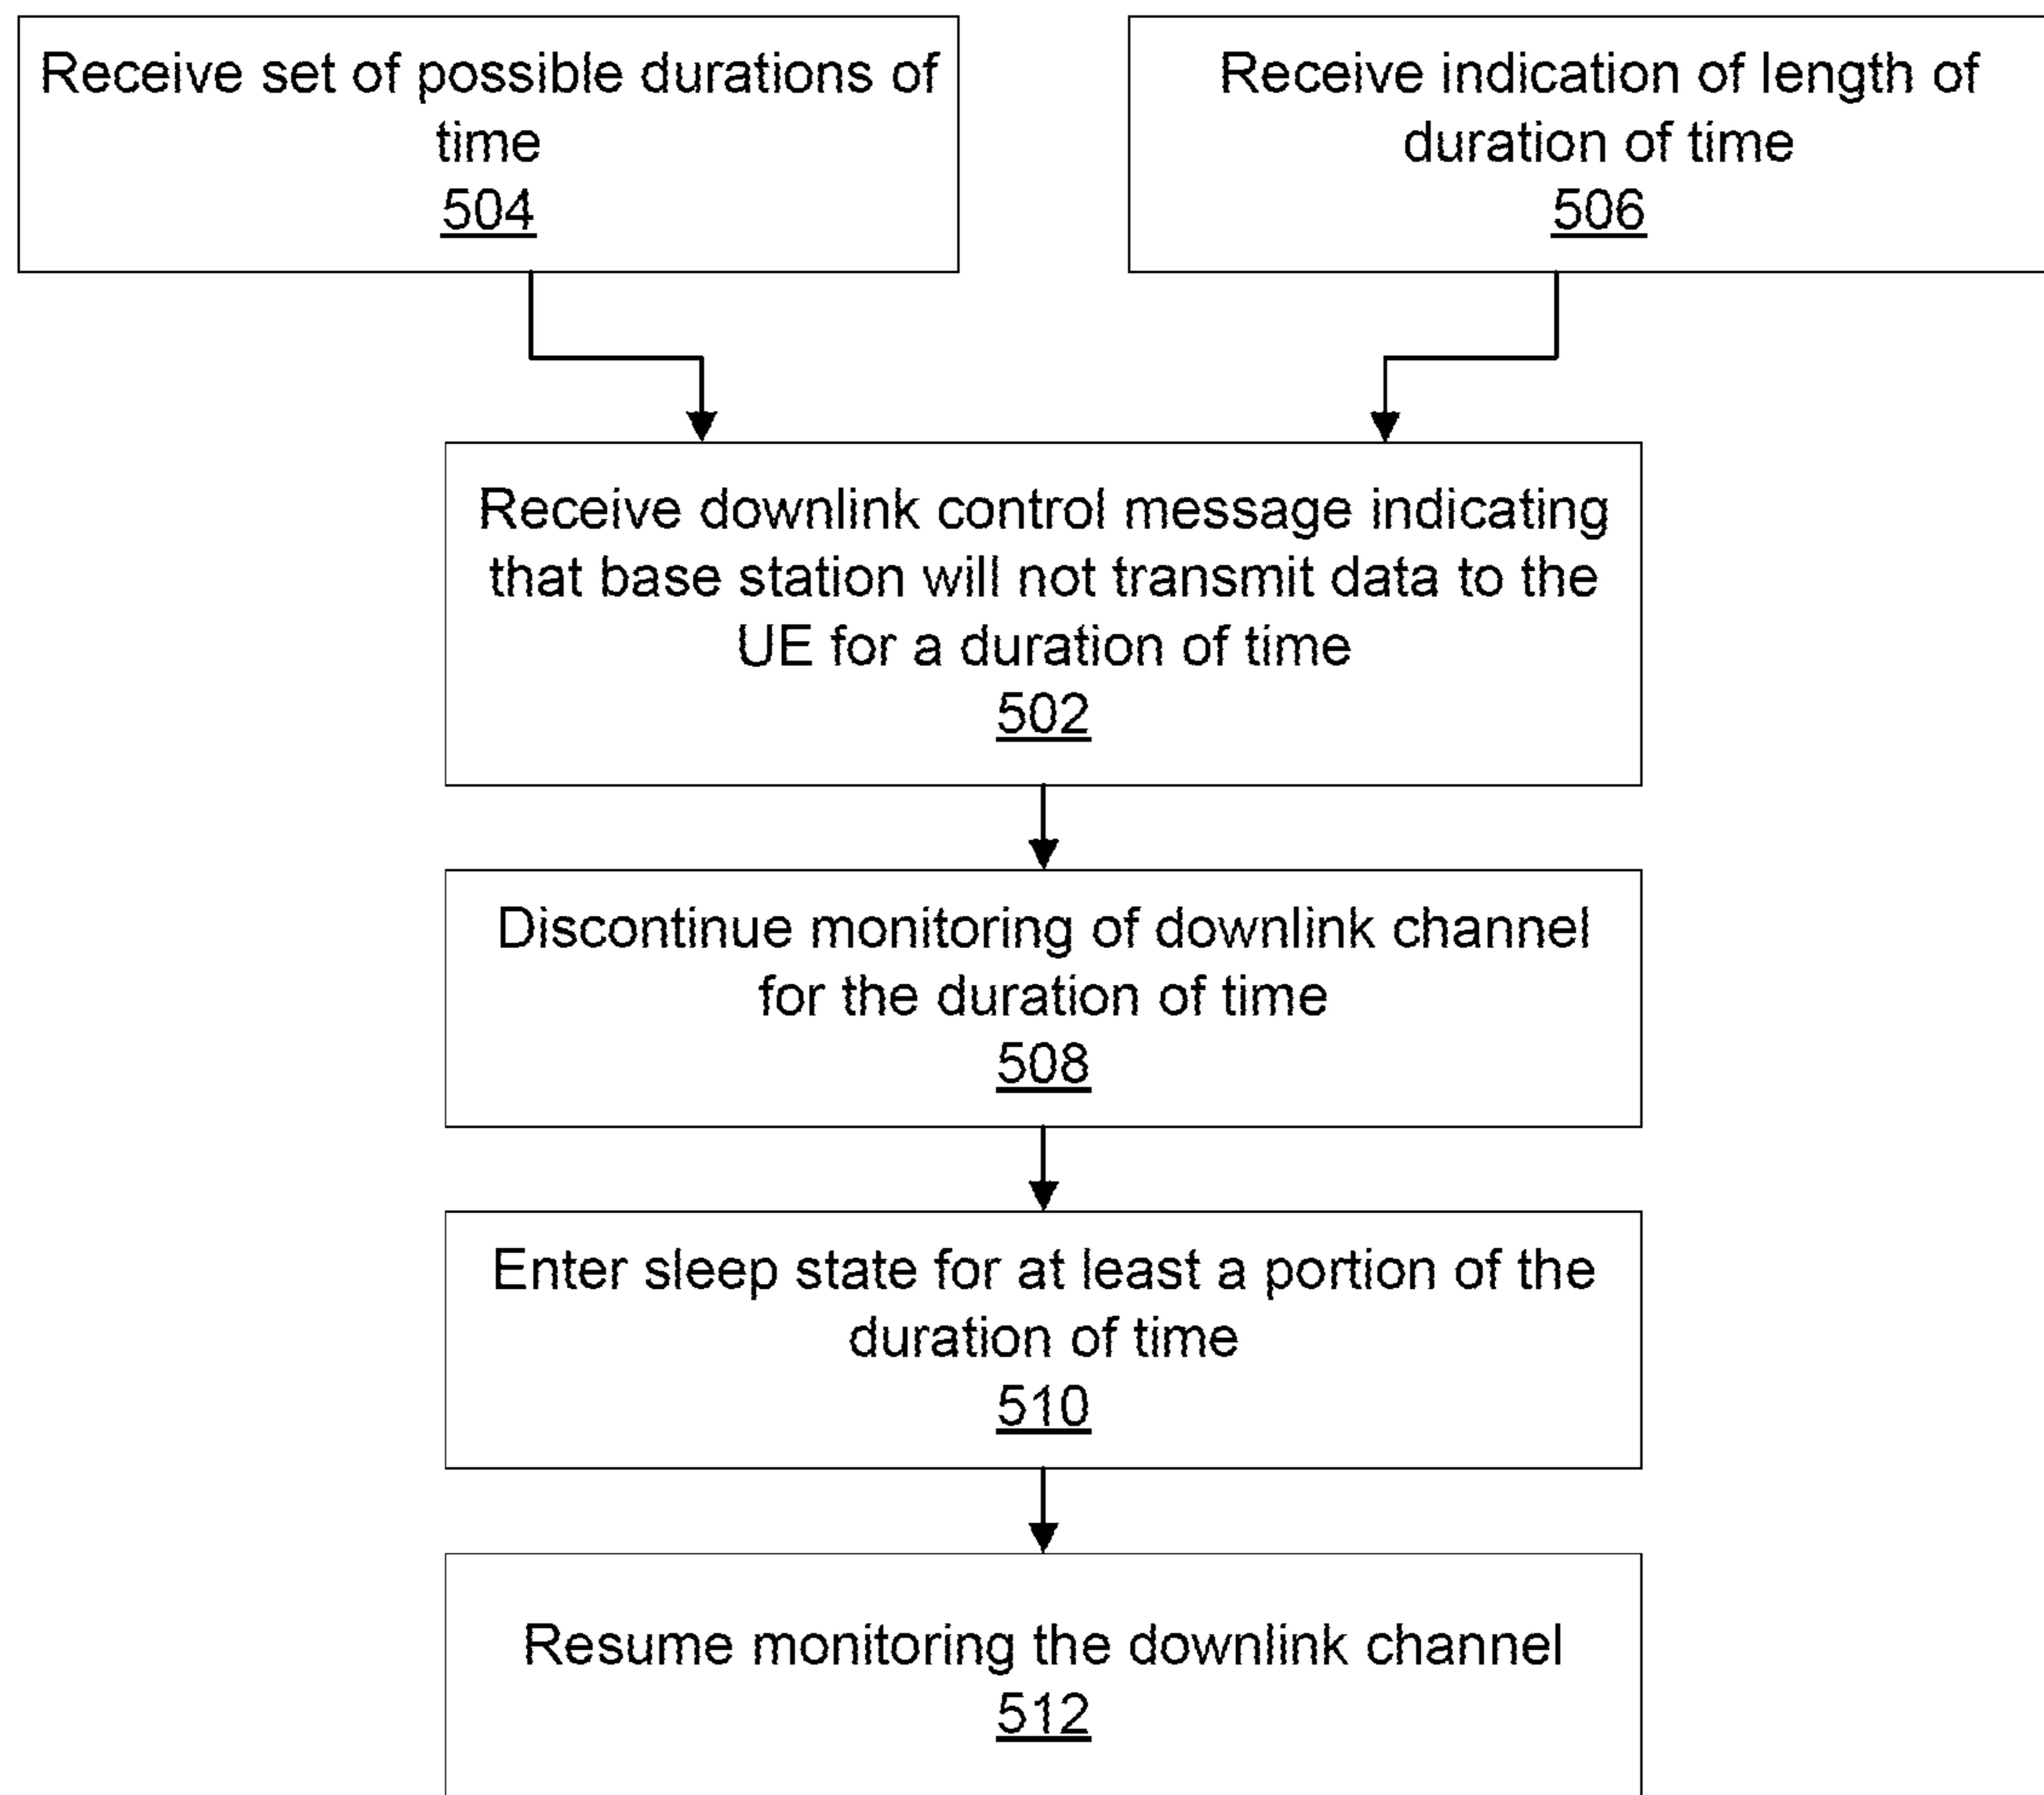 Receive set of possible durations of
time
504
Receive indication of length of
duration of time
506
Receive downlink control message indicating
that base station will not transmit data to the
UE for a duration of time
502
Discontinue monitoring of downlink channel
for the duration of time
508
Enter sleep state for at least a portion of the
duration of time
510
Resume monitoring the downlink channel
512